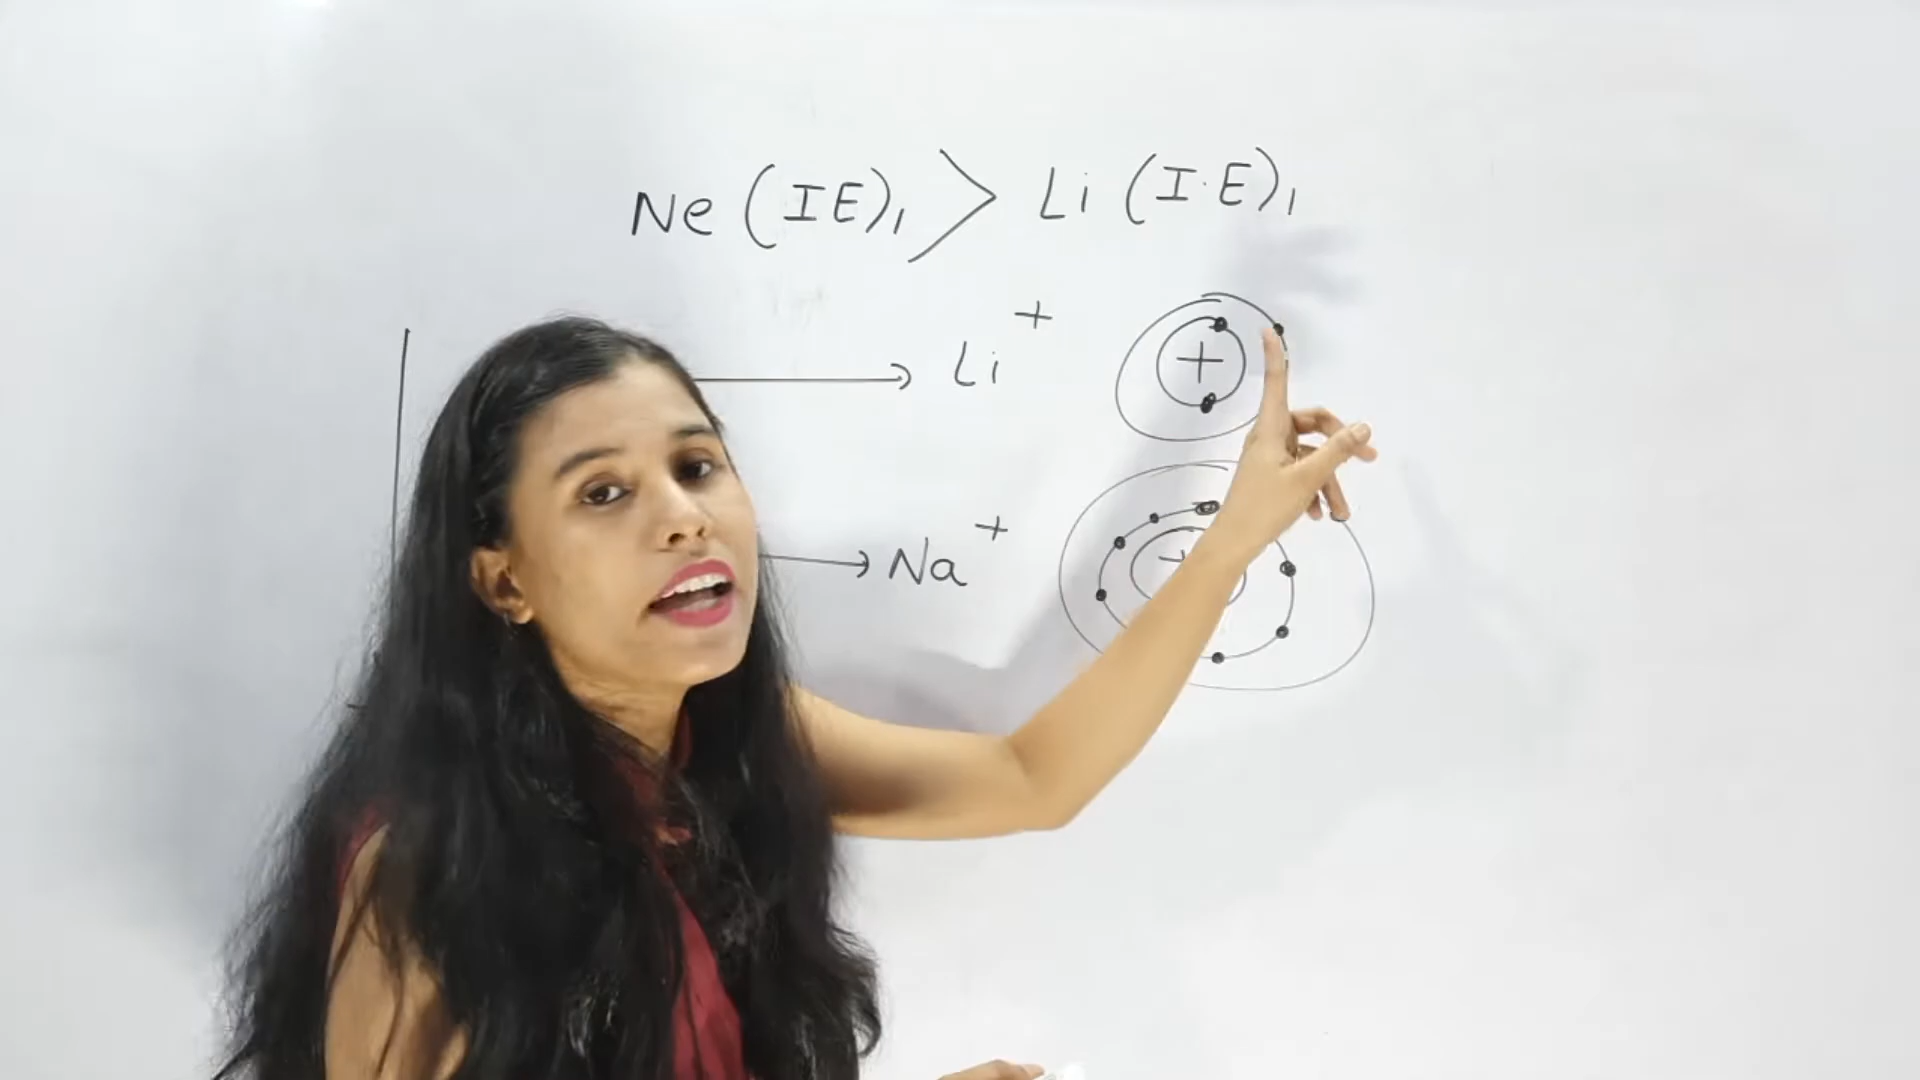 Ne (IE)₁ > Li (I.E)₁
→ Li⁺ +
→ Na⁺ +